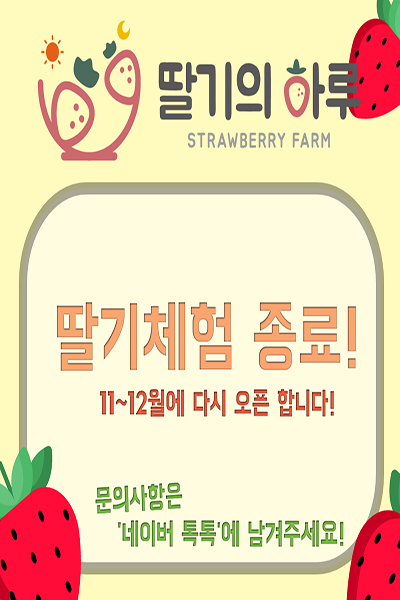 딸기의 하루
STRAWBERRY FARM
딸기체험 종료!
11~12월에 다시 오픈 합니다!
문의사항은
'네이버 톡톡'에 남겨주세요!